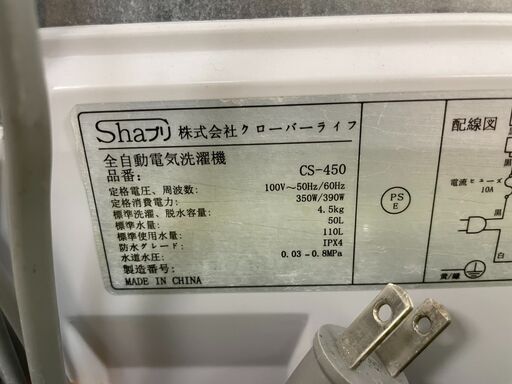 Shaプリ 株式会社クローバーライフ
全自動電気洗濯機
品番: CS-450
定格電圧、周波数: 100V～50Hz/60Hz
定格消費電力: 350W/390W
標準洗濯、脱水容量: 4.5kg
標準水量: 50L
標準使用水量: 110L
防水グレード: IPX4
水道水圧: 0.03-0.8MPa
製造番号:
MADE IN CHINA
PS
E
配線図
黒
電流ヒューズ
10A
黒
白
黄/緑